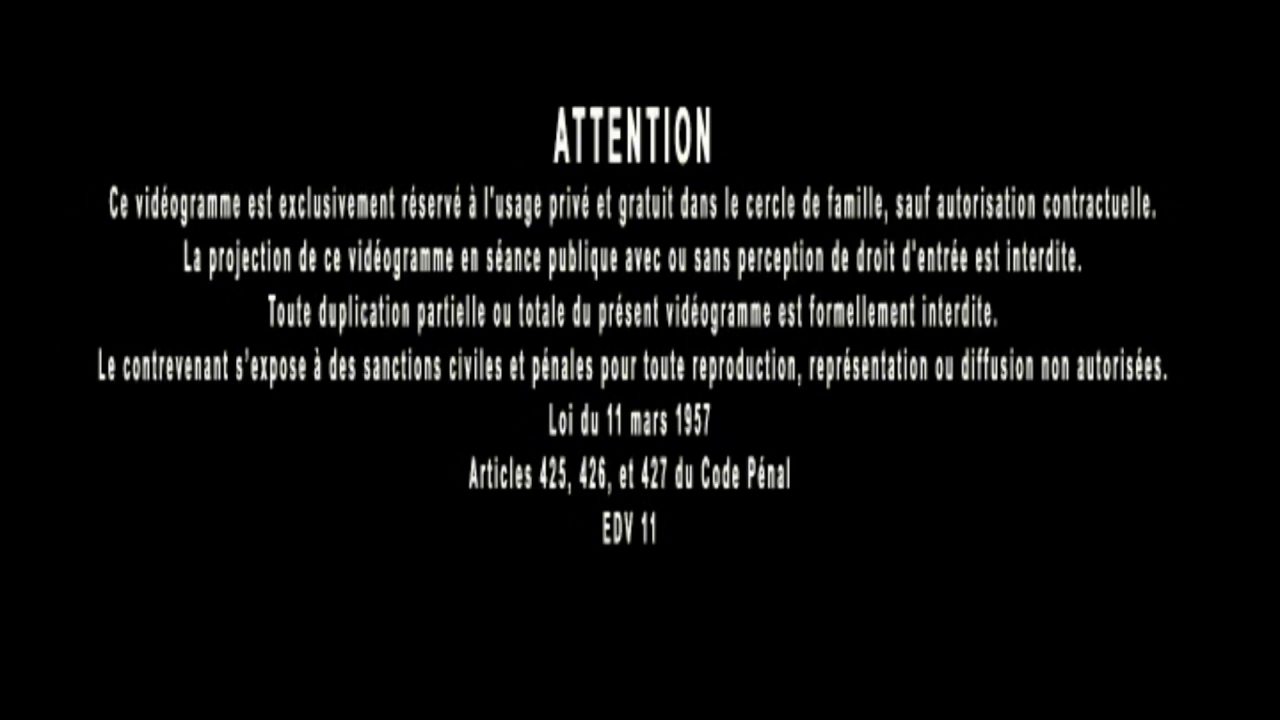 ATTENTION
Ce vidéogramme est exclusivement réservé à l'usage privé et gratuit dans le cercle de famille, sauf autorisation contractuelle.
La projection de ce vidéogramme en séance publique avec ou sans perception de droit d'entrée est interdite.
Toute duplication partielle ou totale du présent vidéogramme est formellement interdite.
Le contrevenant s'expose à des sanctions civiles et pénales pour toute reproduction, représentation ou diffusion non autorisées.
Loi du 11 mars 1957
Articles 425, 426, et 427 du Code Pénal
EDV 11